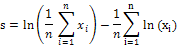 s = ln(1/n ∑_{i=1}^{n} x_i) − 1/n ∑_{i=1}^{n} ln (x_i)